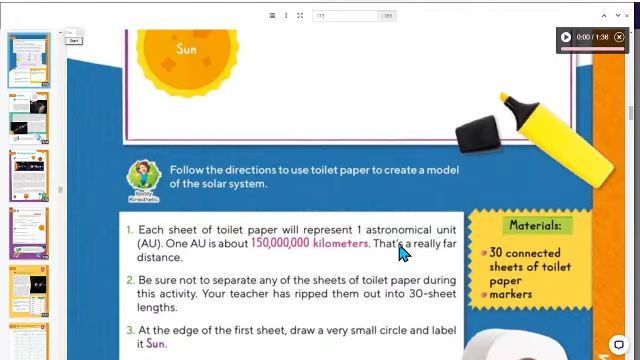 172
0:00 / 1:36
Start
Sun
Follow the directions to use toilet paper to create a model
of the solar system.
Bodily
Kinesthetic
1. Each sheet of toilet paper will represent 1 astronomical unit
(AU). One AU is about 150,000,000 kilometers. That's a really far
distance.
2. Be sure not to separate any of the sheets of toilet paper during
this activity. Your teacher has ripped them out into 30-sheet
lengths.
3. At the edge of the first sheet, draw a very small circle and label
it Sun.
Materials:
30 connected
sheets of toilet
paper
markers